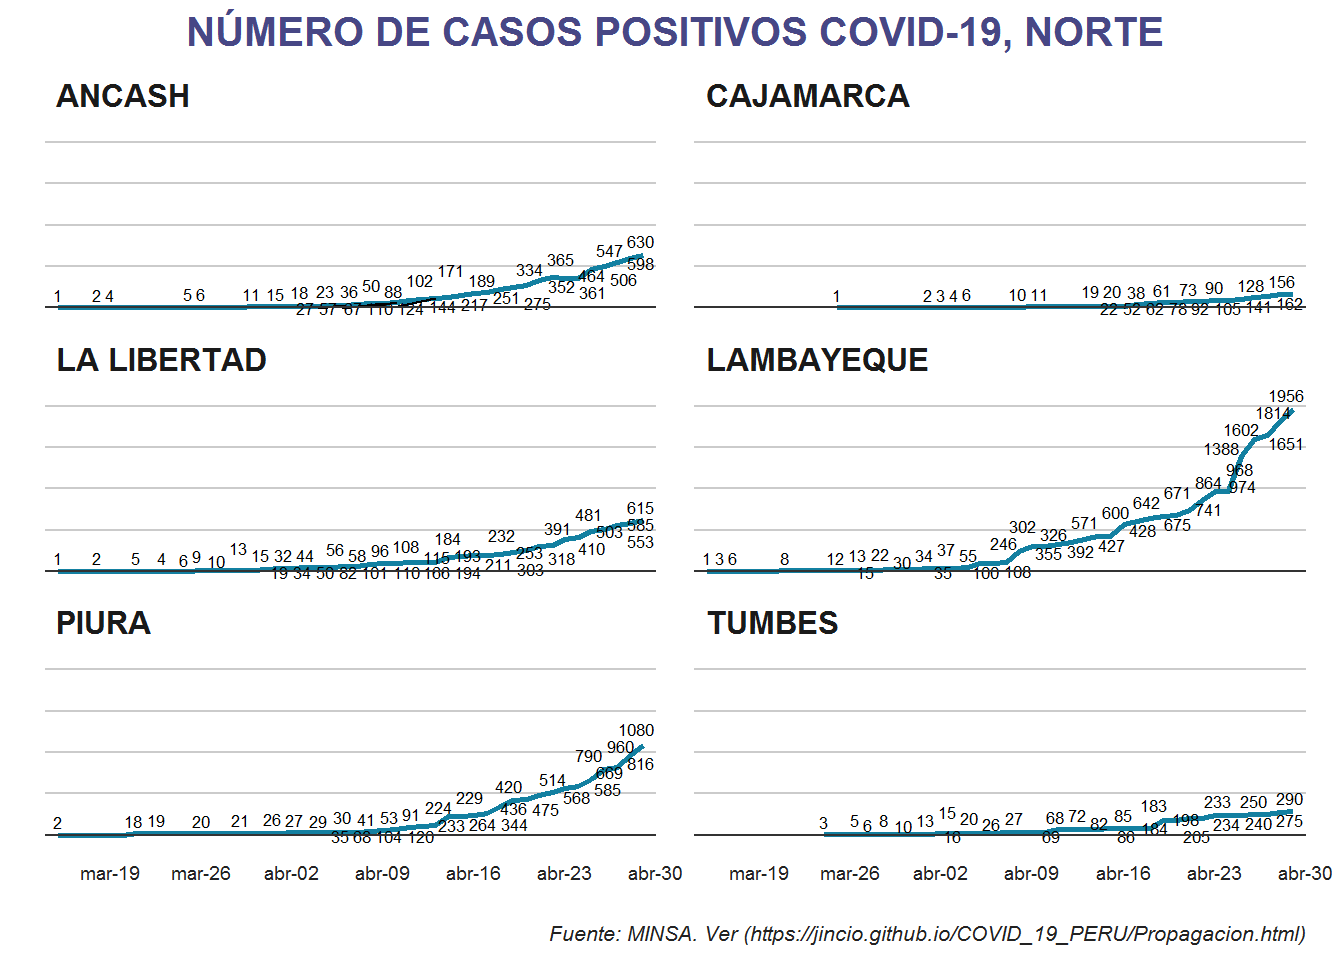 NÚMERO DE CASOS POSITIVOS COVID-19, NORTE
ANCASH
1 2 4 5 6 11 15 18 23 36 50 88 102 171 189 334 365 464 547 630
27 57 67 110 124 144 217 251 275 352 361 506 598
CAJAMARCA
1 2 3 4 6 10 11 19 20 38 61 73 90 128 156
22 52 62 78 92 105 141 162
LA LIBERTAD
1 2 5 4 6 9 10 13 15 32 44 56 58 96 108 184 193 232 253 391 481 503 615
19 34 50 82 101 110 115 166 194 211 303 318 410 585 553
LAMBAYEQUE
1 3 6 8 12 13 22 34 37 55 246 302 326 571 600 642 671 864 1388 968 1602 1814 1956
15 30 35 100 108 355 392 427 428 675 741 974 1651
PIURA
2 18 19 20 21 26 27 29 30 41 53 91 224 229 420 514 790 960 1080
35 68 104 120 233 264 436 344 475 568 669 585 816
TUMBES
3 5 8 10 13 15 20 27 68 72 85 183 198 233 250 290
6 16 26 69 82 86 184 205 234 240 275
mar-19 mar-26 abr-02 abr-09 abr-16 abr-23 abr-30
mar-19 mar-26 abr-02 abr-09 abr-16 abr-23 abr-30
Fuente: MINSA. Ver (https://jincio.github.io/COVID_19_PERU/Propagacion.html)